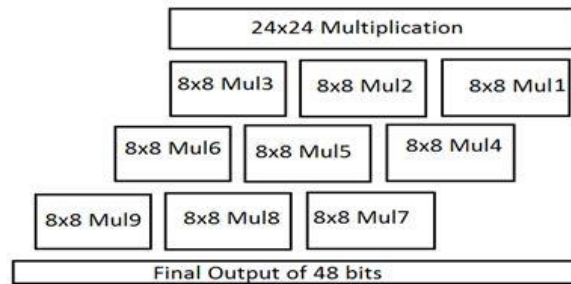 24x24 Multiplication
8x8 Mul3 8x8 Mul2 8x8 Mul1
8x8 Mul6 8x8 Mul5 8x8 Mul4
8x8 Mul9 8x8 Mul8 8x8 Mul7
Final Output of 48 bits